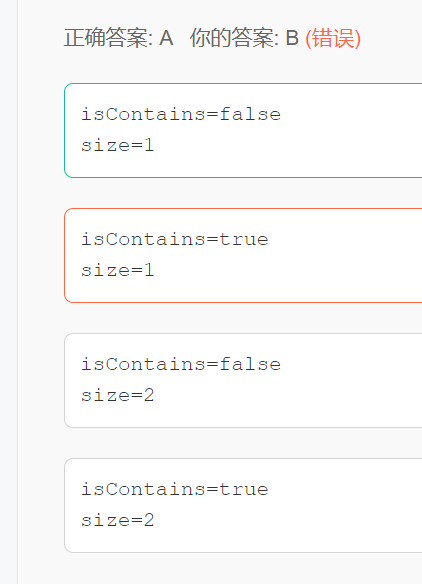 正确答案: A 你的答案: B (错误)
isContains=false
size=1
isContains=true
size=1
isContains=false
size=2
isContains=true
size=2